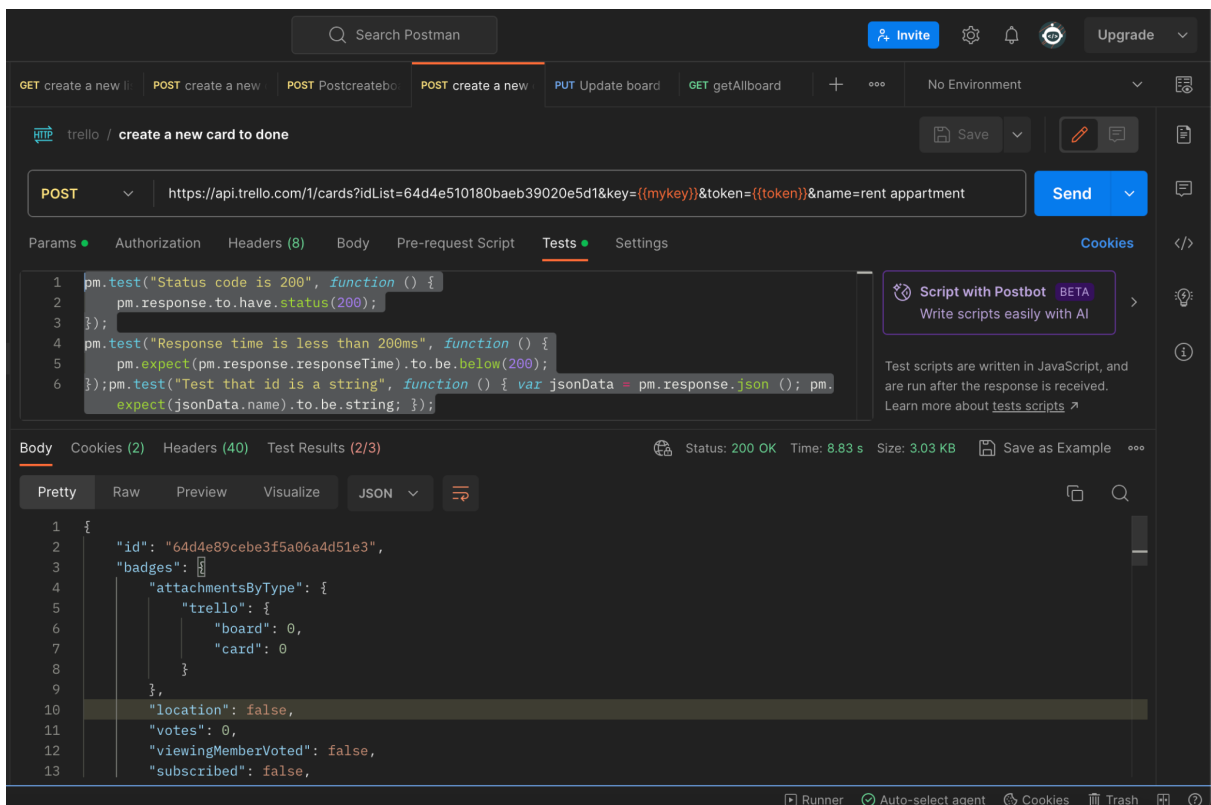 Search Postman
Invite
Upgrade
GET create a new li
POST create a new
POST Postcreatebo
POST create a new
PUT Update board
GET getAllboard
No Environment
HTTP trello / create a new card to done
Save
POST https://api.trello.com/1/cards?idList=64d4e510180baeb39020e5d1&key={{mykey}}&token={{token}}&name=rent appartment
Send
Params Authorization Headers (8) Body Pre-request Script Tests Settings
Cookies
1 pm.test("Status code is 200", function () {
2 pm.response.to.have.status(200);
3 });
4 pm.test("Response time is less than 200ms", function () {
5 pm.expect(pm.response.responseTime).to.be.below(200);
6 });pm.test("Test that id is a string", function () { var jsonData = pm.response.json (); pm.
expect(jsonData.name).to.be.string; });
Script with Postbot BETA
Write scripts easily with AI
Test scripts are written in JavaScript, and
are run after the response is received.
Learn more about tests scripts ↗
Body Cookies (2) Headers (40) Test Results (2/3)
Status: 200 OK Time: 8.83 s Size: 3.03 KB Save as Example
Pretty Raw Preview Visualize JSON
1 {
2 "id": "64d4e89cebe3f5a06a4d51e3",
3 "badges": {
4 "attachmentsByType": {
5 "trello": {
6 "board": 0,
7 "card": 0
8 }
9 },
10 "location": false,
11 "votes": 0,
12 "viewingMemberVoted": false,
13 "subscribed": false,
Runner Auto-select agent Cookies Trash